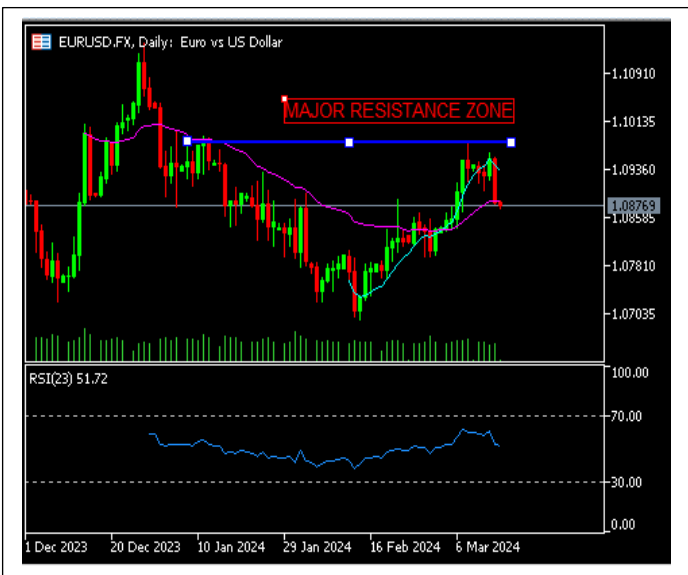 EURUSD.FX, Daily: Euro vs US Dollar
MAJOR RESISTANCE ZONE
1.10910
1.10135
1.09360
1.08769
1.08585
1.07810
1.07035
RSI(23) 51.72
100.00
70.00
30.00
0.00
1 Dec 2023
20 Dec 2023
10 Jan 2024
29 Jan 2024
16 Feb 2024
6 Mar 2024